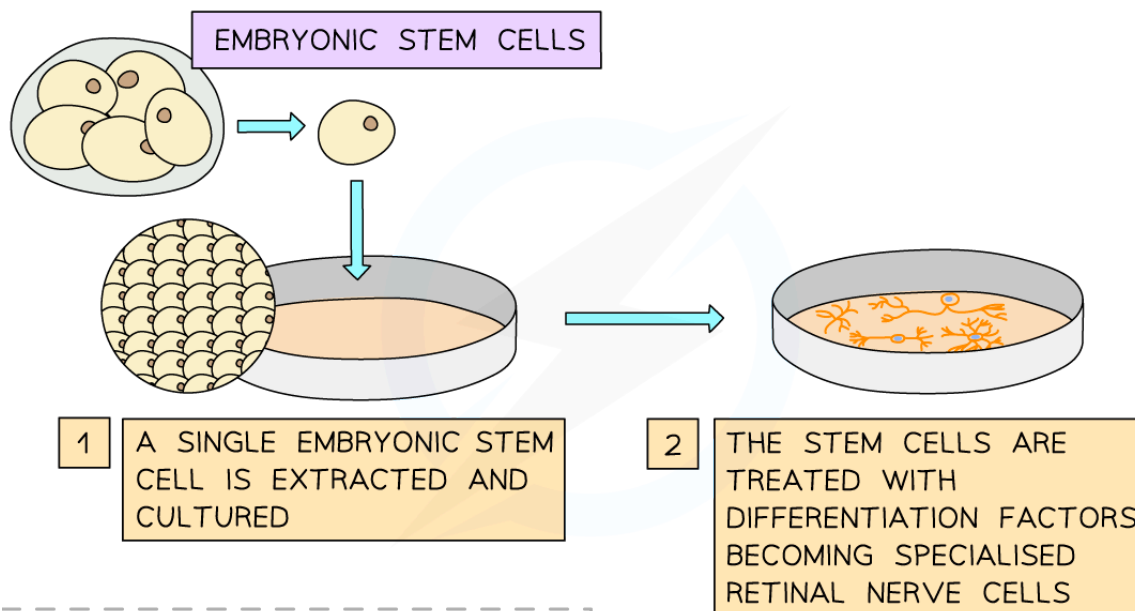 EMBRYONIC STEM CELLS
1
A SINGLE EMBRYONIC STEM
CELL IS EXTRACTED AND
CULTURED
2
THE STEM CELLS ARE
TREATED WITH
DIFFERENTIATION FACTORS
BECOMING SPECIALISED
RETINAL NERVE CELLS